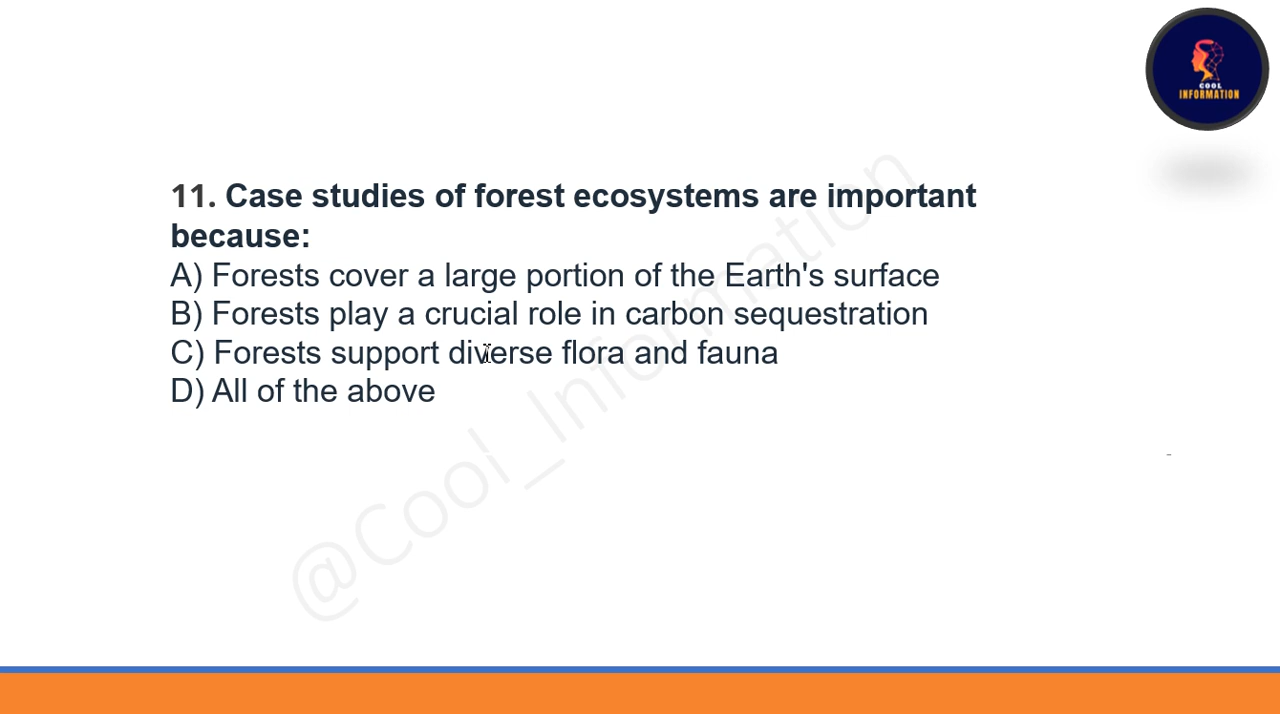 COOL
INFORMATION
11. Case studies of forest ecosystems are important
because:
A) Forests cover a large portion of the Earth's surface
B) Forests play a crucial role in carbon sequestration
C) Forests support diverse flora and fauna
D) All of the above
@Cool_Information